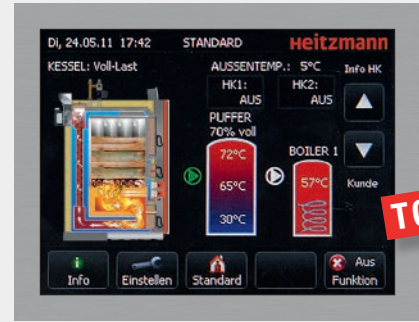 Di, 24.05.11 17:42 STANDARD Heitzmann
KESSEL: Voll-Last AUSSENTEMP.: 5°C Info HK
HK1: HK2:
AUS AUS
PUFFER
70% voll
72°C BOILER 1
65°C 57°C Kunde
30°C
TO
Info Einstellen Standard Aus
Funktion